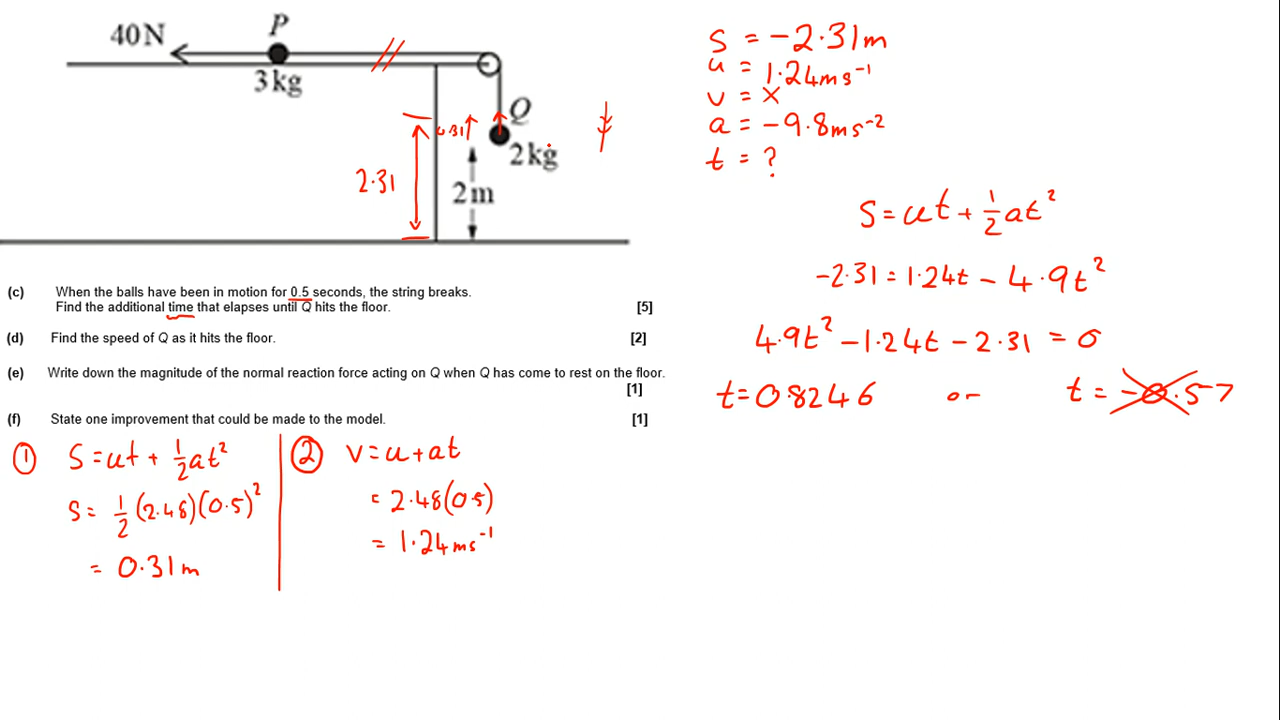 40 N
P
3 kg
Q
0.31↑
2 kg
2.31
2 m
S = -2.31m
u = 1.24ms⁻¹
v = x
a = -9.8ms⁻²
t = ?
S = ut + ½at²
-2.31 = 1.24t - 4.9t²
4.9t² - 1.24t - 2.31 = 0
t = 0.8246 or t = -0.57
(c) When the balls have been in motion for 0.5 seconds, the string breaks.
Find the additional time that elapses until Q hits the floor. [5]
(d) Find the speed of Q as it hits the floor. [2]
(e) Write down the magnitude of the normal reaction force acting on Q when Q has come to rest on the floor.
[1]
(f) State one improvement that could be made to the model. [1]
① S = ut + ½at²
S = ½(2.48)(0.5)²
= 0.31m
② V = u + at
= 2.48(0.5)
= 1.24ms⁻¹